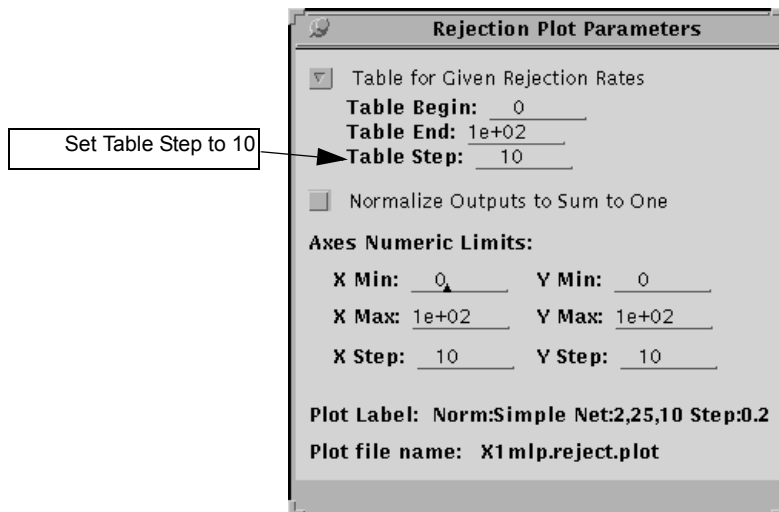 Rejection Plot Parameters
Table for Given Rejection Rates
Table Begin: 0
Table End: 1e+02
Set Table Step to 10
Table Step: 10
Normalize Outputs to Sum to One
Axes Numeric Limits:
X Min: 0 Y Min: 0
X Max: 1e+02 Y Max: 1e+02
X Step: 10 Y Step: 10
Plot Label: Norm:Simple Net:2,25,10 Step:0.2
Plot file name: X1mlp.reject.plot